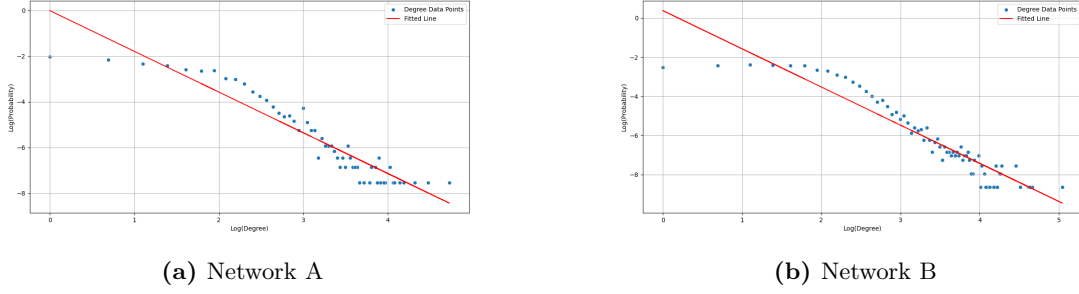 Degree Data Points
Fitted Line
0
−2
−4
−6
−8
Log(Probability)
0
1
2
3
4
Log(Degree)
(a) Network A
Degree Data Points
Fitted Line
0
−2
−4
−6
−8
Log(Probability)
0
1
2
3
4
5
Log(Degree)
(b) Network B